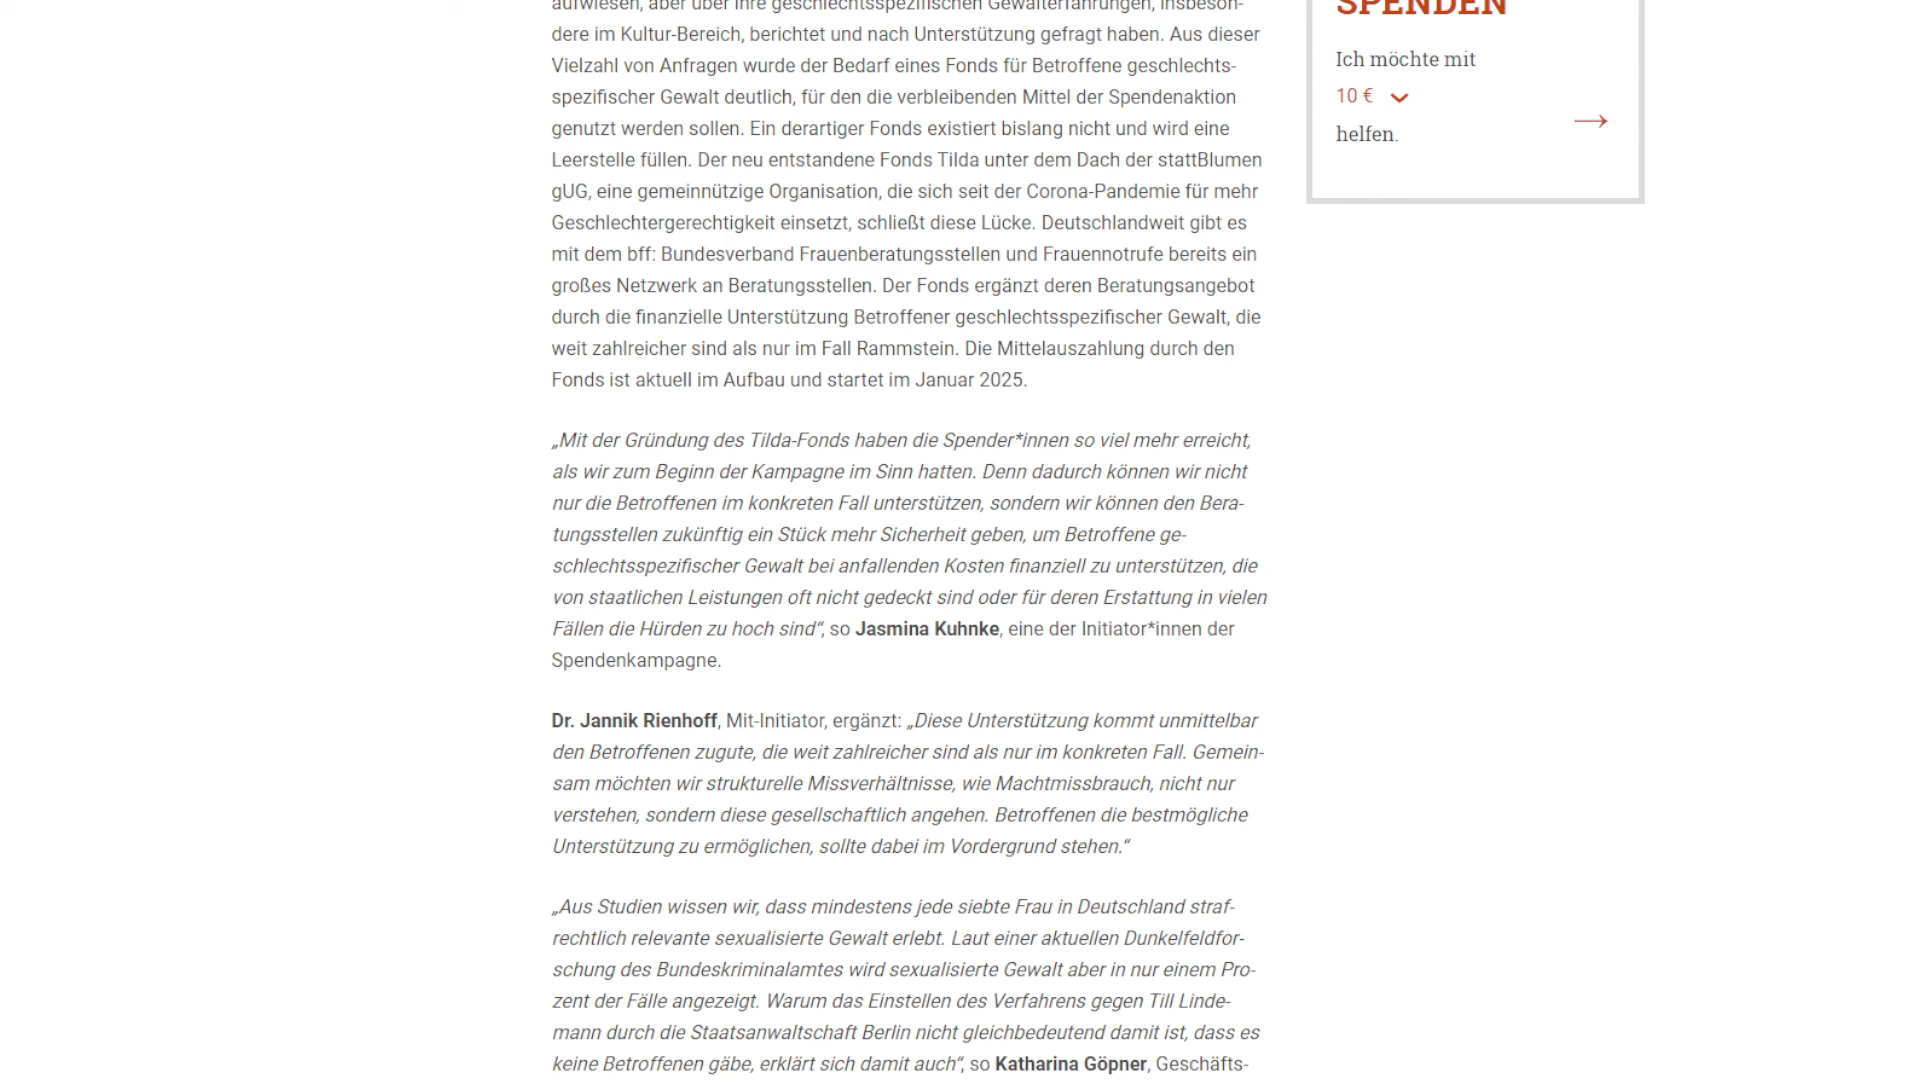 aufwiesen, aber über ihre geschlechtsspezifischen Gewalterfahrungen, insbeson-
dere im Kultur-Bereich, berichtet und nach Unterstützung gefragt haben. Aus dieser
Vielzahl von Anfragen wurde der Bedarf eines Fonds für Betroffene geschlechts-
spezifischer Gewalt deutlich, für den die verbleibenden Mittel der Spendenaktion
genutzt werden sollen. Ein derartiger Fonds existiert bislang nicht und wird eine
Leerstelle füllen. Der neu entstandene Fonds Tilda unter dem Dach der stattBlumen
gUG, eine gemeinnützige Organisation, die sich seit der Corona-Pandemie für mehr
Geschlechtergerechtigkeit einsetzt, schließt diese Lücke. Deutschlandweit gibt es
mit dem bff: Bundesverband Frauenberatungsstellen und Frauennotrufe bereits ein
großes Netzwerk an Beratungsstellen. Der Fonds ergänzt deren Beratungsangebot
durch die finanzielle Unterstützung Betroffener geschlechtsspezifischer Gewalt, die
weit zahlreicher sind als nur im Fall Rammstein. Die Mittelauszahlung durch den
Fonds ist aktuell im Aufbau und startet im Januar 2025.
„Mit der Gründung des Tilda-Fonds haben die Spender*innen so viel mehr erreicht,
als wir zum Beginn der Kampagne im Sinn hatten. Denn dadurch können wir nicht
nur die Betroffenen im konkreten Fall unterstützen, sondern wir können den Bera-
tungsstellen zukünftig ein Stück mehr Sicherheit geben, um Betroffene ge-
schlechtsspezifischer Gewalt bei anfallenden Kosten finanziell zu unterstützen, die
von staatlichen Leistungen oft nicht gedeckt sind oder für deren Erstattung in vielen
Fällen die Hürden zu hoch sind“, so Jasmina Kuhnke, eine der Initiator*innen der
Spendenkampagne.
Dr. Jannik Rienhoff, Mit-Initiator, ergänzt: „Diese Unterstützung kommt unmittelbar
den Betroffenen zugute, die weit zahlreicher sind als nur im konkreten Fall. Gemein-
sam möchten wir strukturelle Missverhältnisse, wie Machtmissbrauch, nicht nur
verstehen, sondern diese gesellschaftlich angehen. Betroffenen die bestmögliche
Unterstützung zu ermöglichen, sollte dabei im Vordergrund stehen.“
„Aus Studien wissen wir, dass mindestens jede siebte Frau in Deutschland straf-
rechtlich relevante sexualisierte Gewalt erlebt. Laut einer aktuellen Dunkelfeldfor-
schung des Bundeskriminalamtes wird sexualisierte Gewalt aber in nur einem Pro-
zent der Fälle angezeigt. Warum das Einstellen des Verfahrens gegen Till Linde-
mann durch die Staatsanwaltschaft Berlin nicht gleichbedeutend damit ist, dass es
keine Betroffenen gäbe, erklärt sich damit auch“, so Katharina Göpner, Geschäfts-
SPENDEN
Ich möchte mit
10 €
helfen.